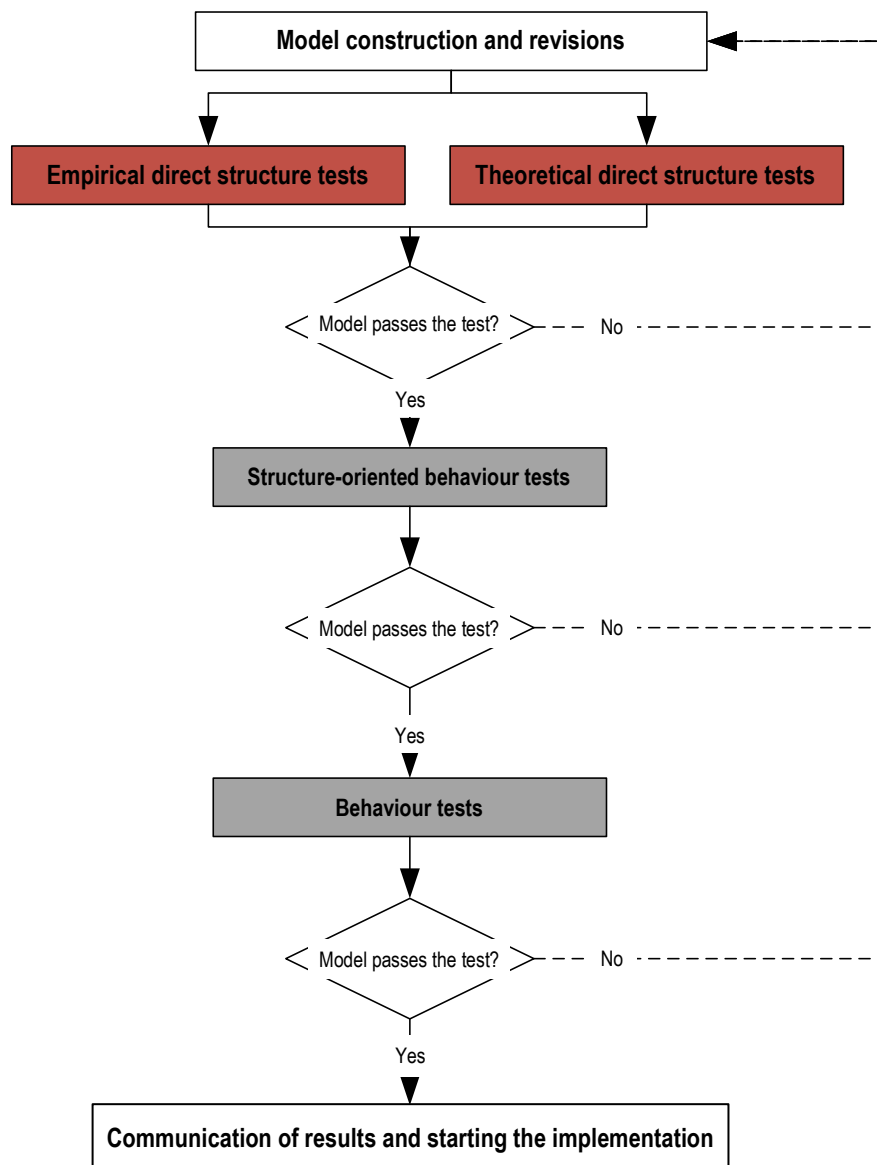 Model construction and revisions
Empirical direct structure tests
Theoretical direct structure tests
Model passes the test?
No
Yes
Structure-oriented behaviour tests
Model passes the test?
No
Yes
Behaviour tests
Model passes the test?
No
Yes
Communication of results and starting the implementation